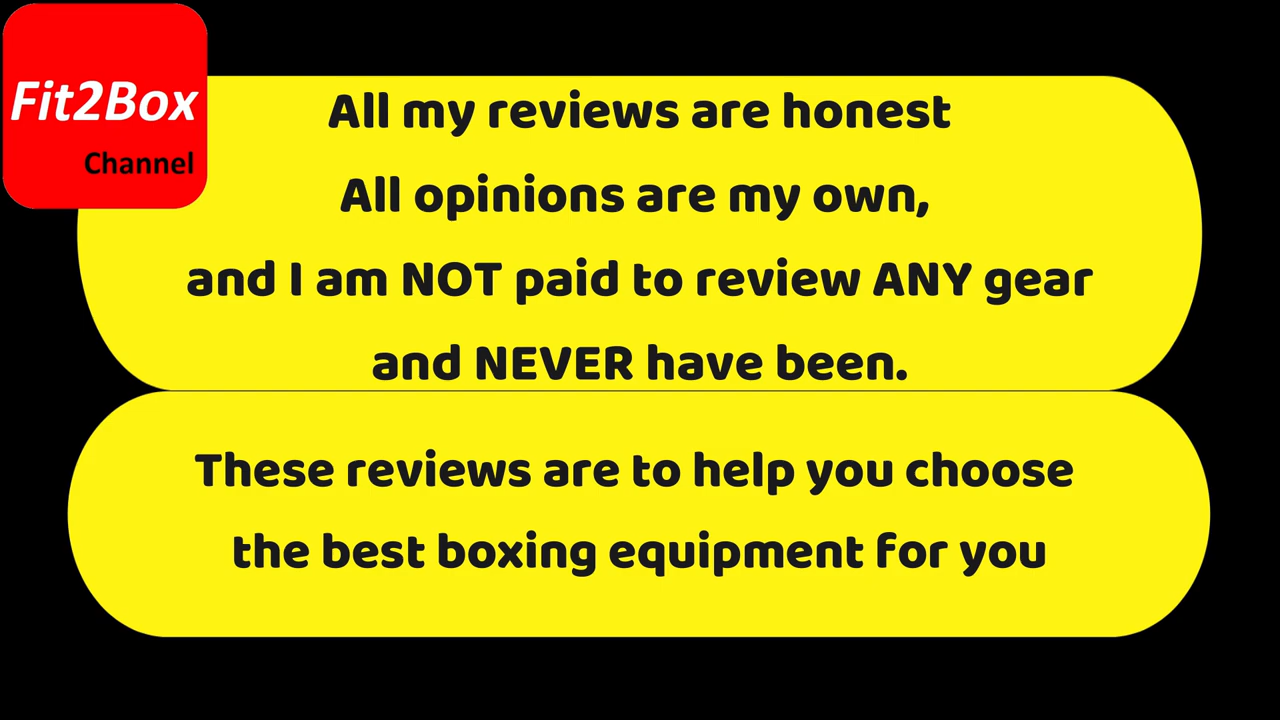 Fit2Box
Channel
All my reviews are honest
All opinions are my own,
and I am NOT paid to review ANY gear
and NEVER have been.
These reviews are to help you choose
the best boxing equipment for you